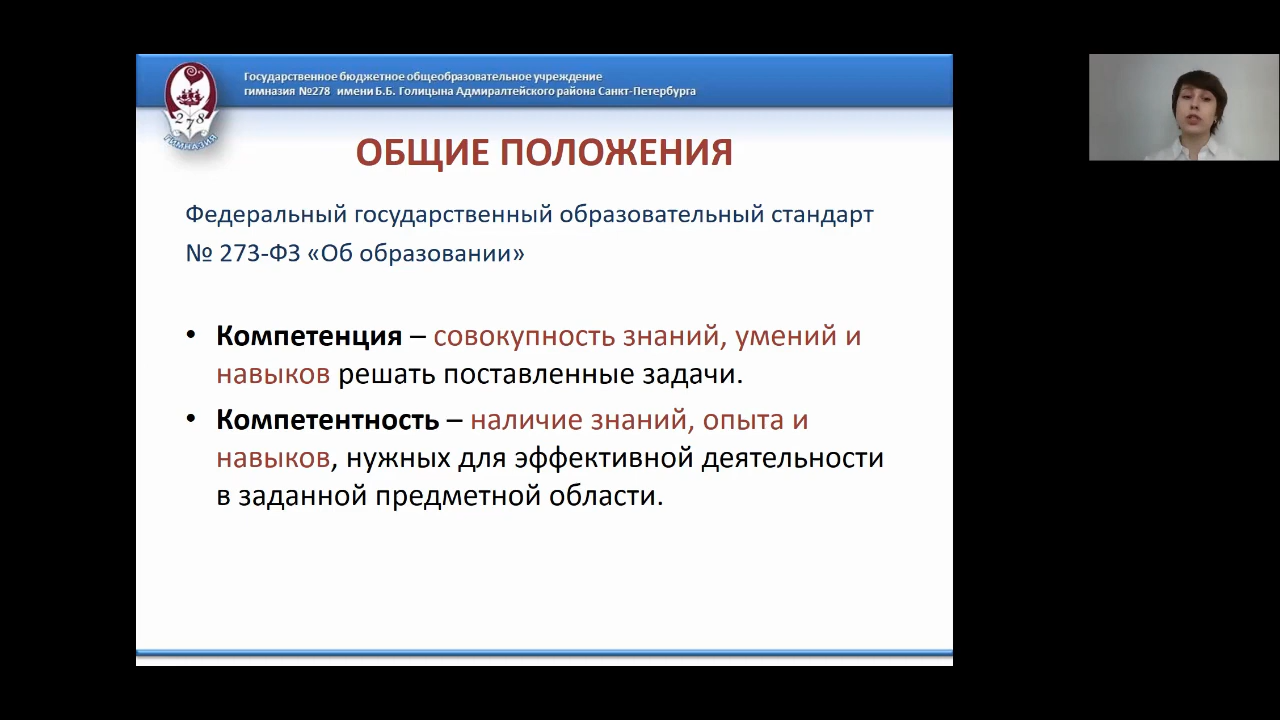 Государственное бюджетное общеобразовательное учреждение
гимназия №278 имени Б.Б. Голицына Адмиралтейского района Санкт-Петербурга
278
ГИМНАЗИЯ
ОБЩИЕ ПОЛОЖЕНИЯ
Федеральный государственный образовательный стандарт
№ 273-ФЗ «Об образовании»
• Компетенция – совокупность знаний, умений и
навыков решать поставленные задачи.
• Компетентность – наличие знаний, опыта и
навыков, нужных для эффективной деятельности
в заданной предметной области.